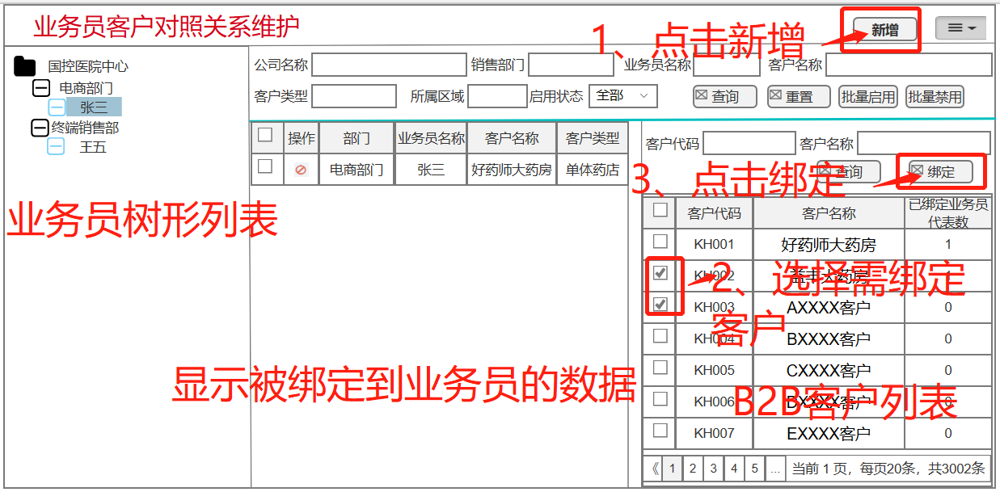 业务员客户对照关系维护
新增
1、点击新增
国控医院中心
电商部门
张三
终端销售部
王五
业务员树形列表
公司名称 销售部门 业务员名称 客户名称
客户类型 所属区域 启用状态 全部 查询 重置 批量启用 批量禁用
操作 部门 业务员名称 客户名称 客户类型
电商部门 张三 好药师大药房 单体药店
显示被绑定到业务员的数据
客户代码 客户名称
查询 绑定
3、点击绑定
客户代码 客户名称 已绑定业务员
代表数
KH001 好药师大药房 1
KH002 益丰大药房
2、选择需绑定
客户
KH003 AXXXX客户 0
KH004 BXXXX客户 0
KH005 CXXXX客户 0
KH006 DXXXX客户 0
B2B客户列表
KH007 EXXXX客户 0
《 1 2 3 4 5 ... 当前 1 页，每页20条，共3002条